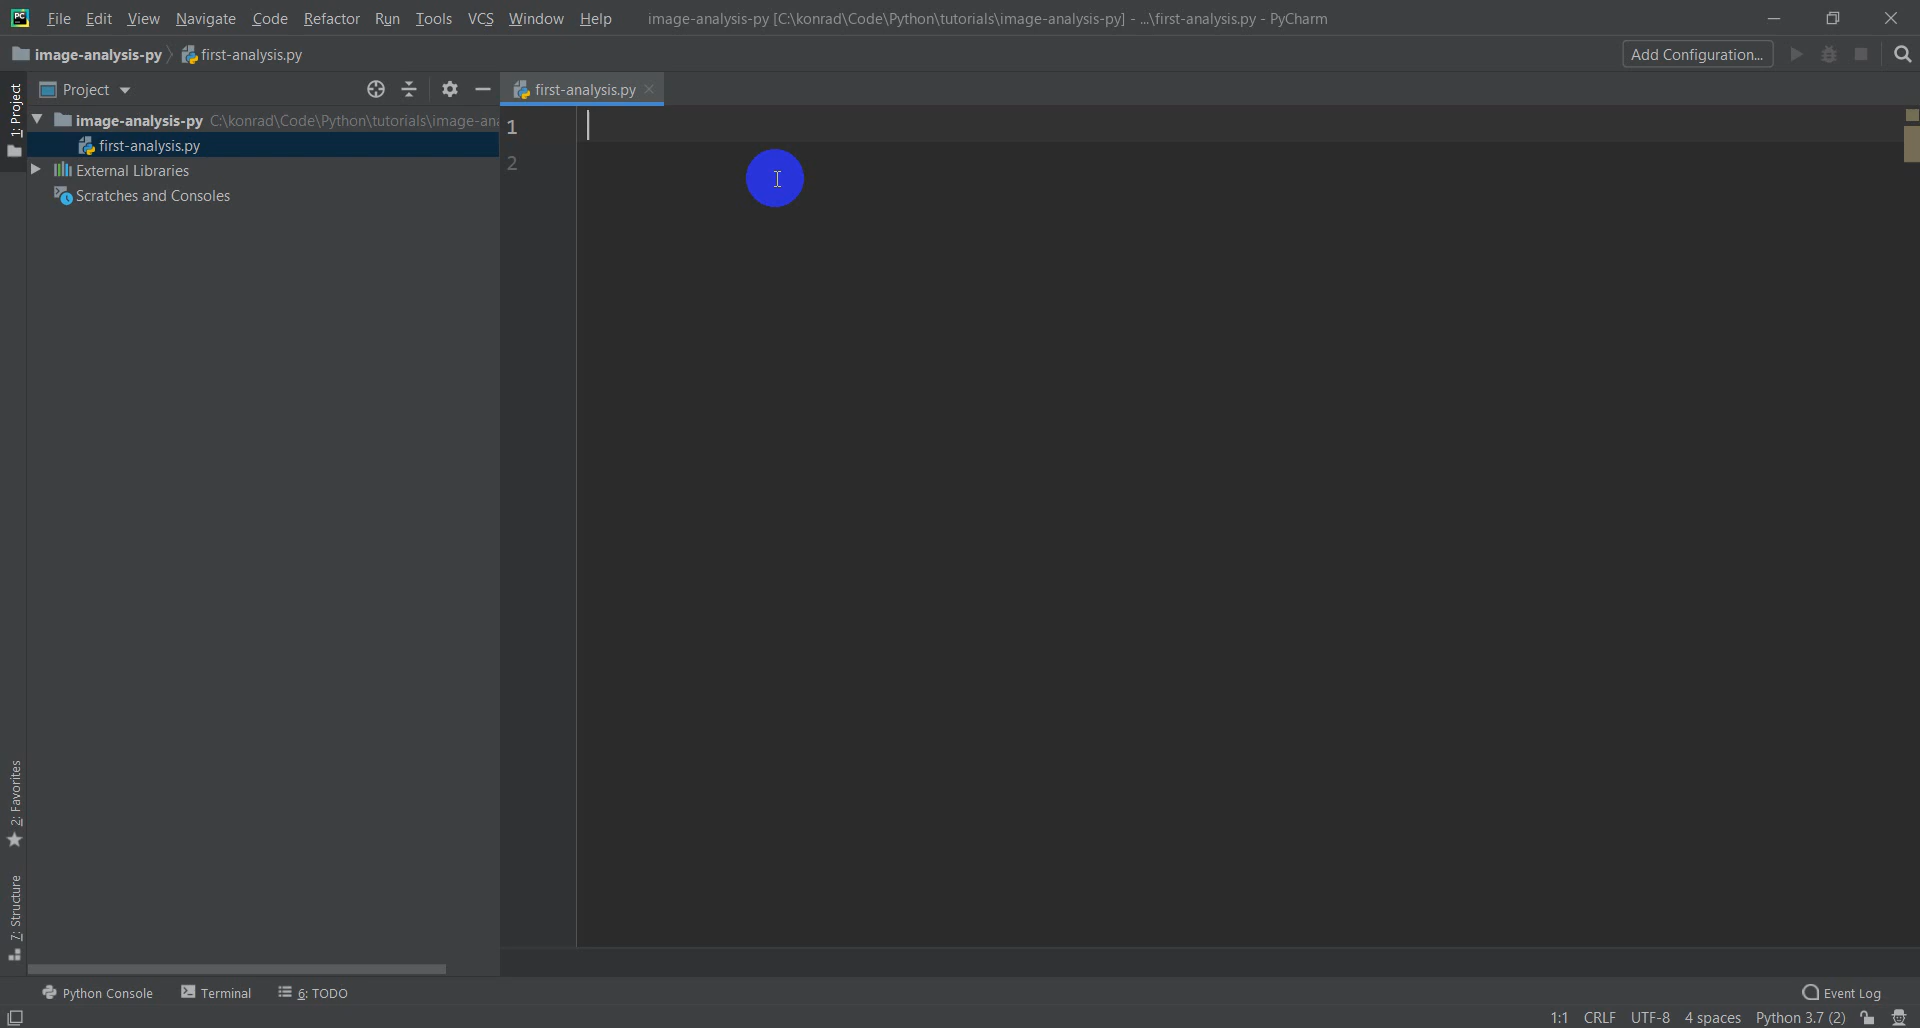 PC File Edit View Navigate Code Refactor Run Tools VCS Window Help image-analysis-py [C:\konrad\Code\Python\tutorials\image-analysis-py] - ...\first-analysis.py - PyCharm
image-analysis-py first-analysis.py Add Configuration...
1: Project
Project
first-analysis.py
image-analysis-py C:\konrad\Code\Python\tutorials\image-an
first-analysis.py
External Libraries
Scratches and Consoles
1
2
2: Favorites
7: Structure
Python Console Terminal 6: TODO Event Log
1:1 CRLF UTF-8 4 spaces Python 3.7 (2)